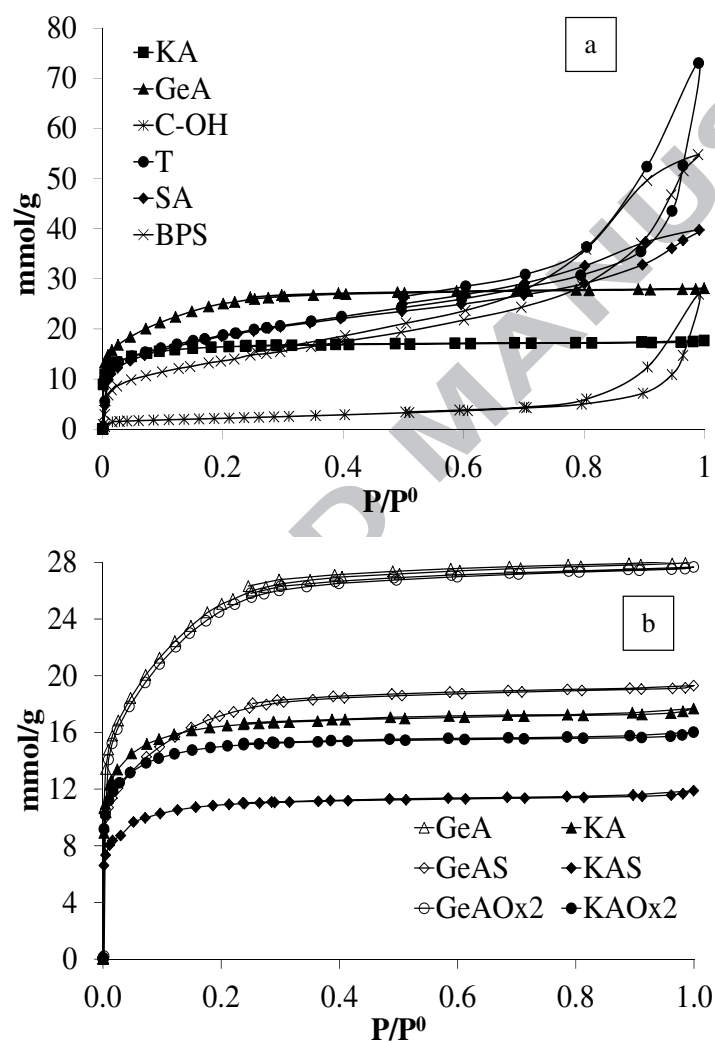 80
70
60
50
40
30
20
10
0
mmol/g
KA
GeA
C-OH
T
SA
BPS
a
0 0.2 0.4 0.6 0.8 1
P/P⁰
D MANUS
28
24
20
16
12
8
4
0
mmol/g
b
GeA KA
GeAS KAS
GeAOx2 KAOx2
0.0 0.2 0.4 0.6 0.8 1.0
P/P⁰